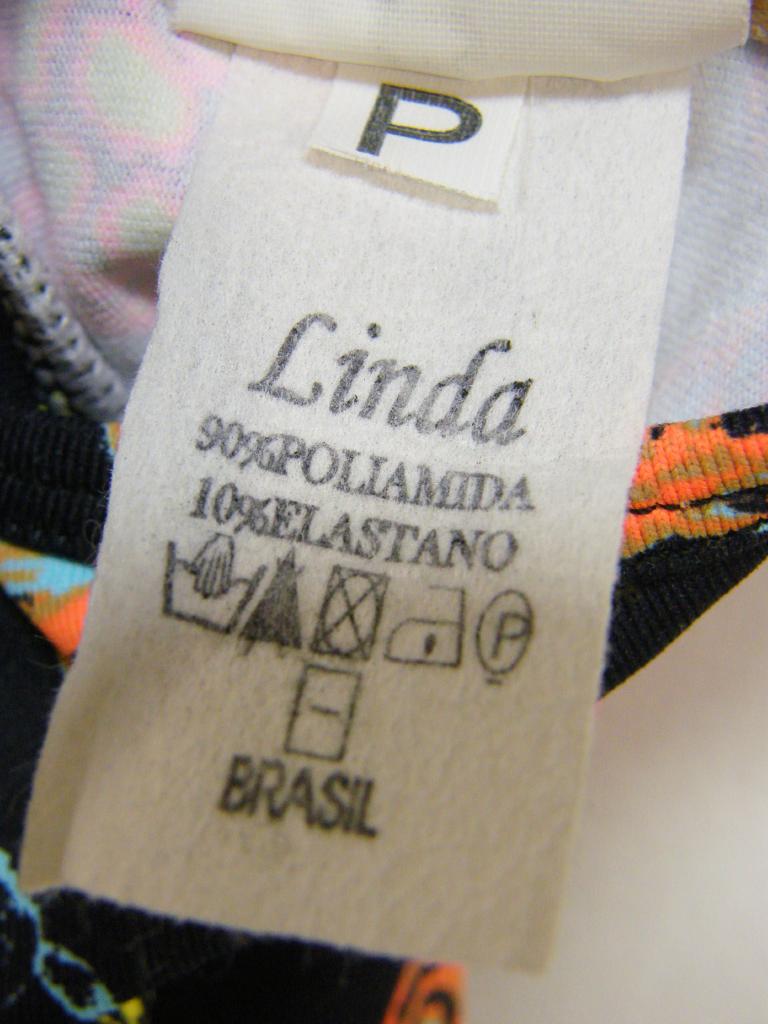 P
Linda
90%POLIAMIDA
10%ELASTANO
P
BRASIL